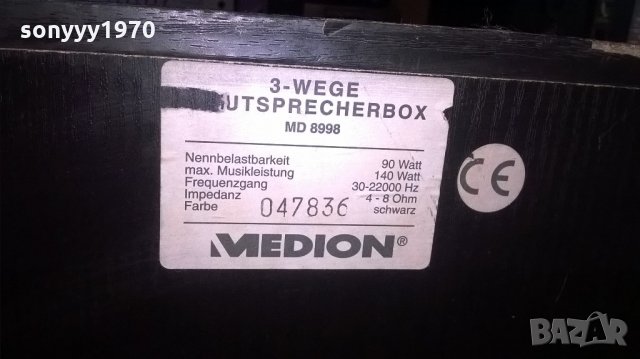 sonyyy1970
3-WEGE
UTSPRECHERBOX
MD 8998
Nennbelastbarkeit 90 Watt
max. Musikleistung 140 Watt
Frequenzgang 30-22000 Hz
Impedanz 4 - 8 Ohm
Farbe 047836 schwarz
MEDION®
CE
BAZAR